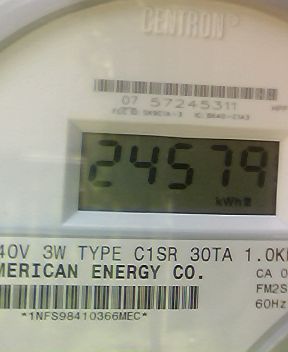 CENTRON®
07 57245311
24579
kWh
40V 3W TYPE C1SR 30TA 1.0K
MERICAN ENERGY CO.
CA 0
FM2S
60Hz
*1NFS98410366MEC*